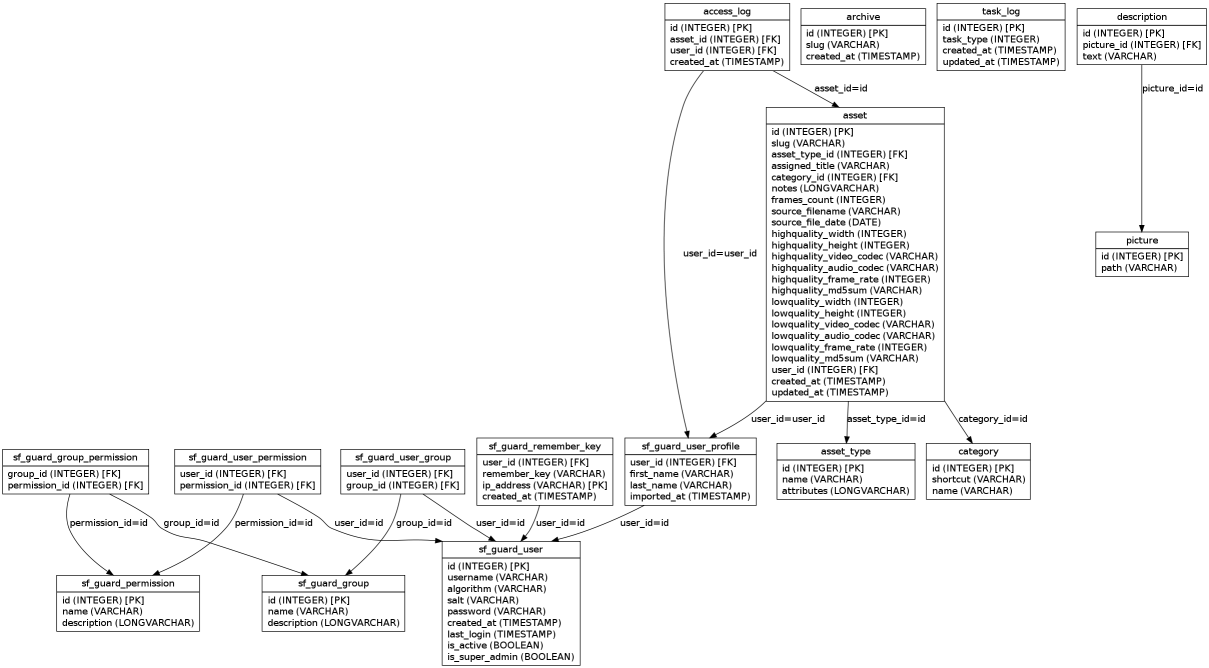 access_log
id (INTEGER) [PK]
asset_id (INTEGER) [FK]
user_id (INTEGER) [FK]
created_at (TIMESTAMP)
archive
id (INTEGER) [PK]
slug (VARCHAR)
created_at (TIMESTAMP)
task_log
id (INTEGER) [PK]
task_type (INTEGER)
created_at (TIMESTAMP)
updated_at (TIMESTAMP)
description
id (INTEGER) [PK]
picture_id (INTEGER) [FK]
text (VARCHAR)
asset_id=id
picture_id=id
asset
id (INTEGER) [PK]
slug (VARCHAR)
asset_type_id (INTEGER) [FK]
assigned_title (VARCHAR)
category_id (INTEGER) [FK]
notes (LONGVARCHAR)
frames_count (INTEGER)
source_filename (VARCHAR)
source_file_date (DATE)
highquality_width (INTEGER)
highquality_height (INTEGER)
highquality_video_codec (VARCHAR)
highquality_audio_codec (VARCHAR)
highquality_frame_rate (INTEGER)
highquality_md5sum (VARCHAR)
lowquality_width (INTEGER)
lowquality_height (INTEGER)
lowquality_video_codec (VARCHAR)
lowquality_audio_codec (VARCHAR)
lowquality_frame_rate (INTEGER)
lowquality_md5sum (VARCHAR)
user_id (INTEGER) [FK]
created_at (TIMESTAMP)
updated_at (TIMESTAMP)
user_id=user_id
picture
id (INTEGER) [PK]
path (VARCHAR)
user_id=user_id
asset_type_id=id
category_id=id
sf_guard_group_permission
group_id (INTEGER) [FK]
permission_id (INTEGER) [FK]
sf_guard_user_permission
user_id (INTEGER) [FK]
permission_id (INTEGER) [FK]
sf_guard_user_group
user_id (INTEGER) [FK]
group_id (INTEGER) [FK]
sf_guard_remember_key
user_id (INTEGER) [FK]
remember_key (VARCHAR)
ip_address (VARCHAR) [PK]
created_at (TIMESTAMP)
sf_guard_user_profile
user_id (INTEGER) [FK]
first_name (VARCHAR)
last_name (VARCHAR)
imported_at (TIMESTAMP)
asset_type
id (INTEGER) [PK]
name (VARCHAR)
attributes (LONGVARCHAR)
category
id (INTEGER) [PK]
shortcut (VARCHAR)
name (VARCHAR)
permission_id=id
group_id=id
permission_id=id
user_id=id
group_id=id
user_id=id
user_id=id
user_id=id
sf_guard_permission
id (INTEGER) [PK]
name (VARCHAR)
description (LONGVARCHAR)
sf_guard_group
id (INTEGER) [PK]
name (VARCHAR)
description (LONGVARCHAR)
sf_guard_user
id (INTEGER) [PK]
username (VARCHAR)
algorithm (VARCHAR)
salt (VARCHAR)
password (VARCHAR)
created_at (TIMESTAMP)
last_login (TIMESTAMP)
is_active (BOOLEAN)
is_super_admin (BOOLEAN)